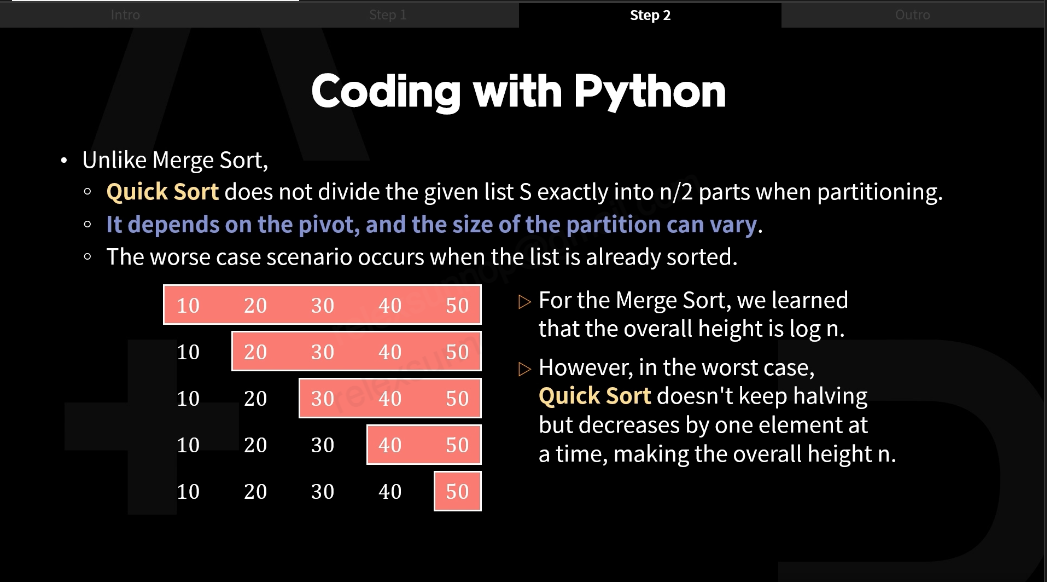 Intro
Step 1
Step 2
Outro
Coding with Python
• Unlike Merge Sort,
◦ Quick Sort does not divide the given list S exactly into n/2 parts when partitioning.
◦ It depends on the pivot, and the size of the partition can vary.
◦ The worse case scenario occurs when the list is already sorted.
10 20 30 40 50
10 20 30 40 50
10 20 30 40 50
10 20 30 40 50
10 20 30 40 50
▷ For the Merge Sort, we learned
that the overall height is log n.
▷ However, in the worst case,
Quick Sort doesn't keep halving
but decreases by one element at
a time, making the overall height n.